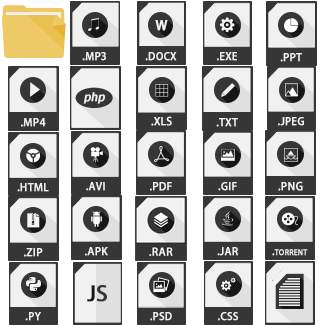 .MP3
W
.DOCX
.EXE
.PPT
.MP4
php
.XLS
.TXT
.JPEG
.HTML
.AVI
.PDF
.GIF
.PNG
.ZIP
.APK
.RAR
.JAR
.TORRENT
.PY
JS
.PSD
.CSS